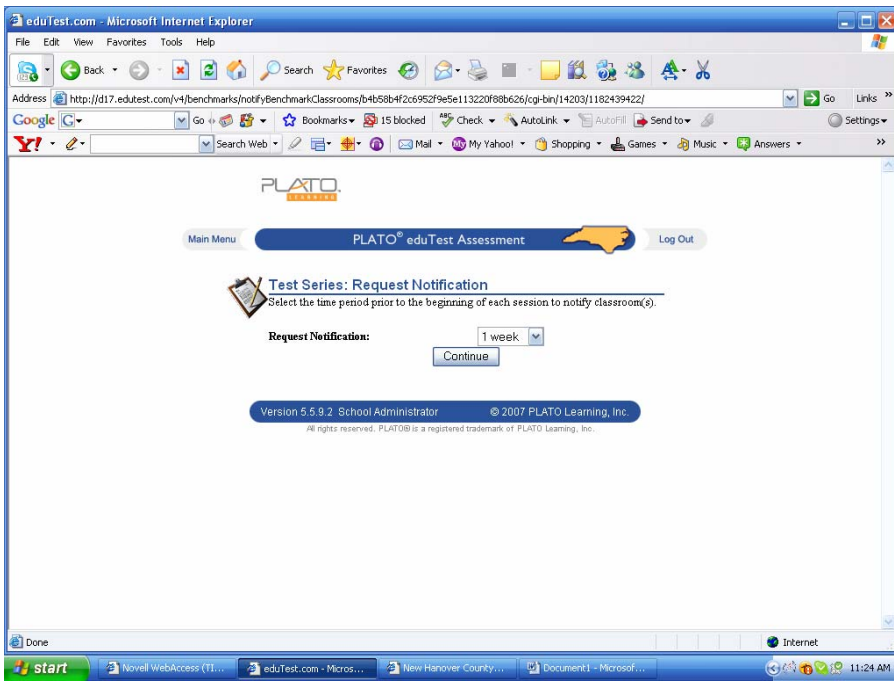 eduTest.com - Microsoft Internet Explorer
File Edit View Favorites Tools Help
Back Search Favorites
Address http://d17.edutest.com/v4/benchmarks/notifyBenchmarkClassrooms/b4b58b4f2c6952f9e5e113220f88b626/cgi-bin/14203/1182439422/ Go Links »
Google G Go Bookmarks 15 blocked ABC Check AutoLink AutoFill Send to Settings
Y! Search Web Mail My Yahoo! Shopping Games Music Answers »
PLATO.
LEARNING
Main Menu PLATO® eduTest Assessment Log Out
Test Series: Request Notification
Select the time period prior to the beginning of each session to notify classroom(s).
Request Notification: 1 week
Continue
Version 5.5.9.2 School Administrator © 2007 PLATO Learning, Inc.
All rights reserved. PLATO® is a registered trademark of PLATO Learning, Inc.
Done Internet
start Novell WebAccess (TI... eduTest.com - Micros... New Hanover County... Document1 - Microsof... 11:24 AM